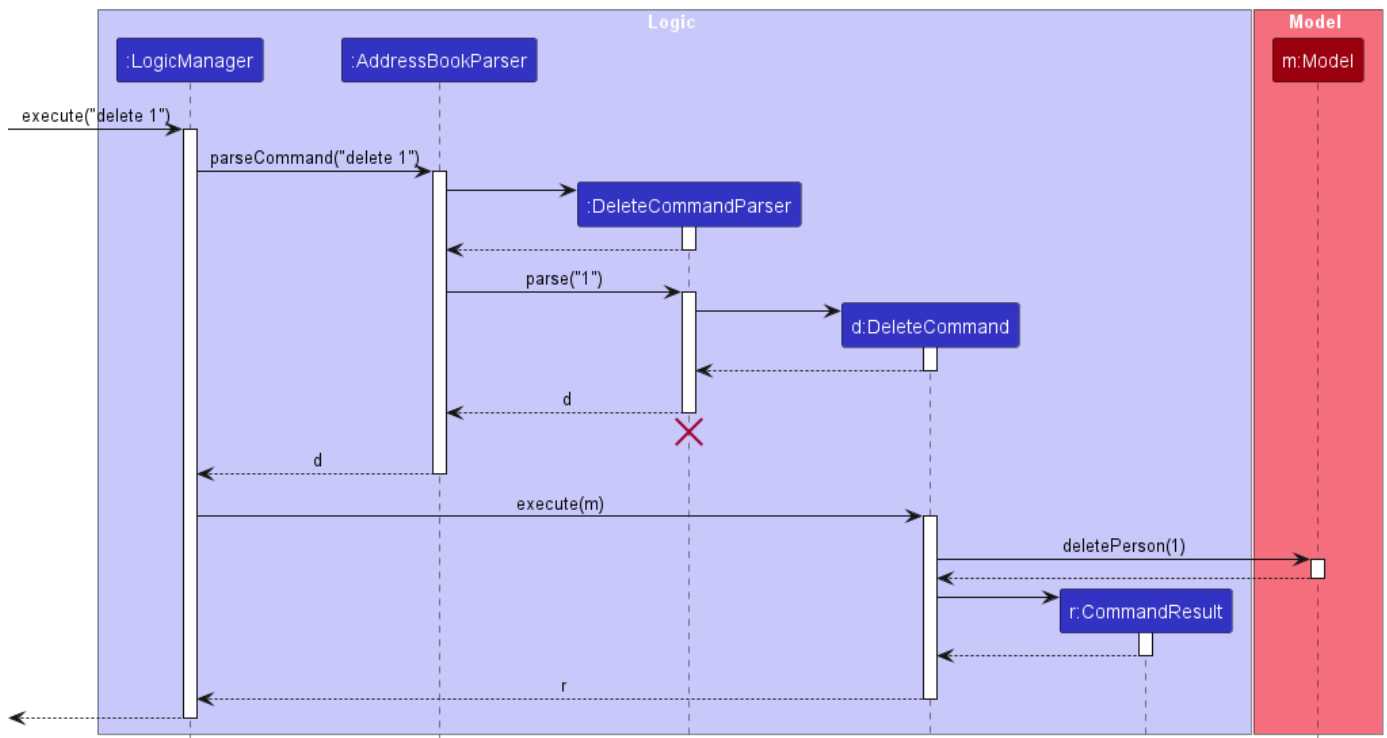 Logic
Model
:LogicManager
:AddressBookParser
m:Model
execute("delete 1")
parseCommand("delete 1")
:DeleteCommandParser
parse("1")
d:DeleteCommand
d
d
execute(m)
deletePerson(1)
r:CommandResult
r